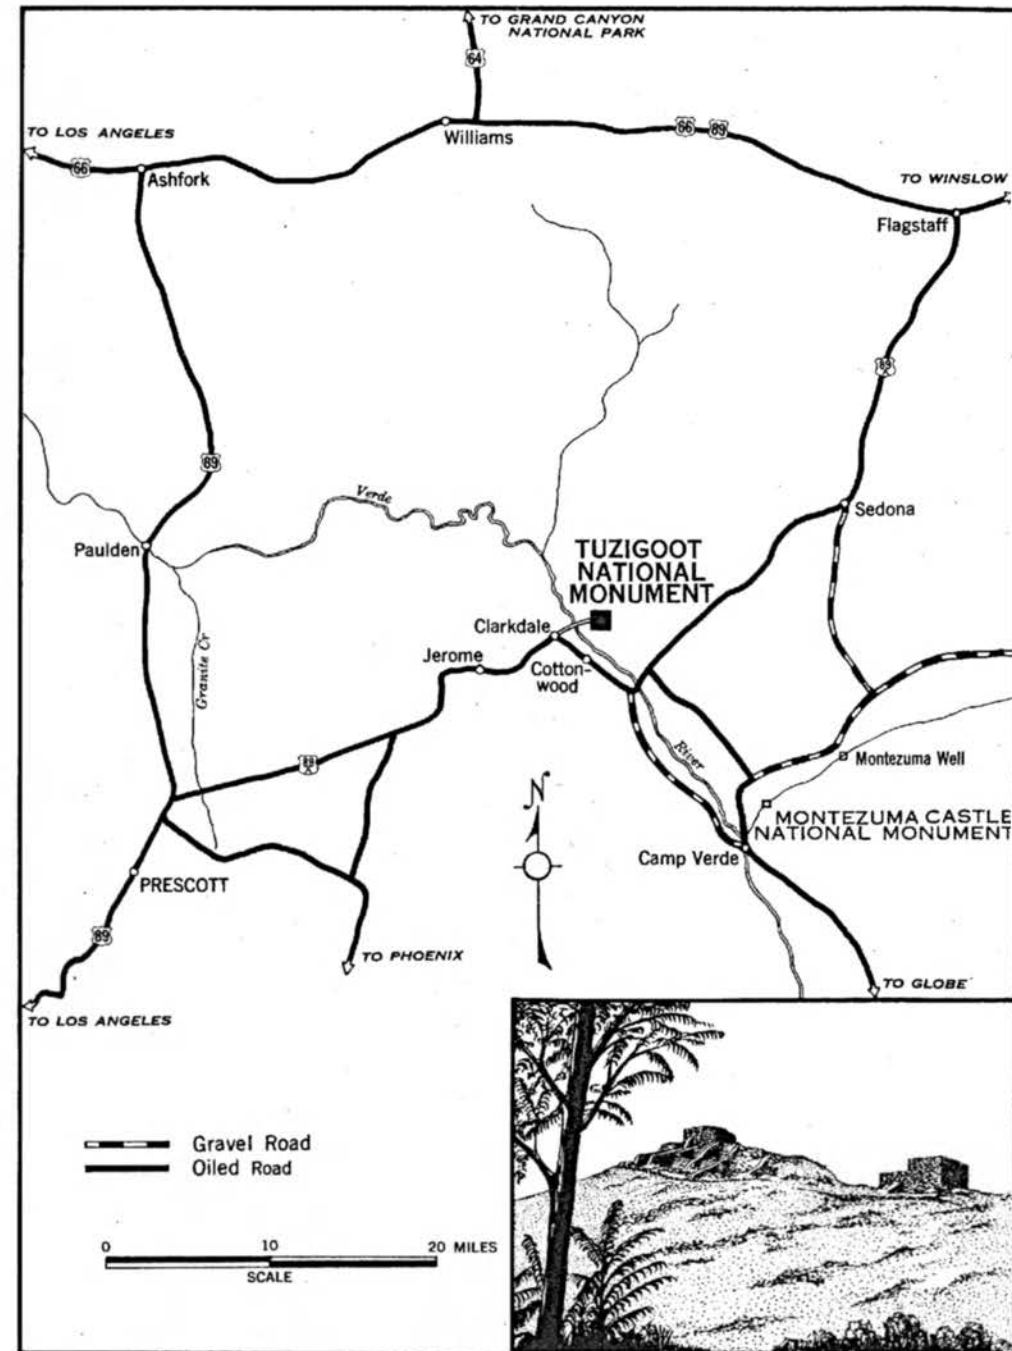 TO GRAND CANYON
NATIONAL PARK
64
TO LOS ANGELES
Williams
66
89
66
Ashfork
TO WINSLOW
Flagstaff
89
A
89
Verde
Sedona
Paulden
TUZIGOOT
NATIONAL
MONUMENT
Clarkdale
Jerome
Cotton-
wood
Granite Cr
River
89
A
Montezuma Well
N
MONTEZUMA CASTLE
NATIONAL MONUMENT
Camp Verde
PRESCOTT
89
TO PHOENIX
TO GLOBE
TO LOS ANGELES
Gravel Road
Oiled Road
0 10 20 MILES
SCALE